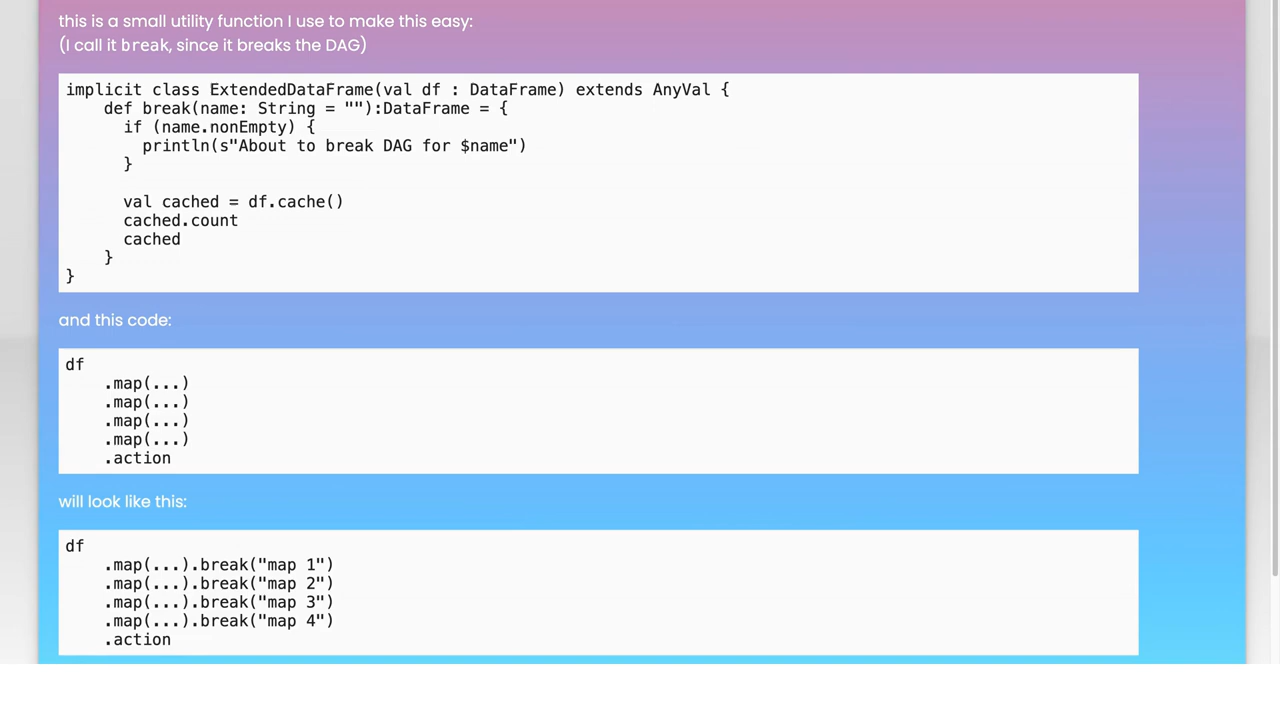 this is a small utility function I use to make this easy:
(I call it break, since it breaks the DAG)
implicit class ExtendedDataFrame(val df : DataFrame) extends AnyVal {
    def break(name: String = ""):DataFrame = {
      if (name.nonEmpty) {
        println(s"About to break DAG for $name")
      }

      val cached = df.cache()
      cached.count
      cached
    }
}
and this code:
df
    .map(...)
    .map(...)
    .map(...)
    .map(...)
    .action
will look like this:
df
    .map(...).break("map 1")
    .map(...).break("map 2")
    .map(...).break("map 3")
    .map(...).break("map 4")
    .action